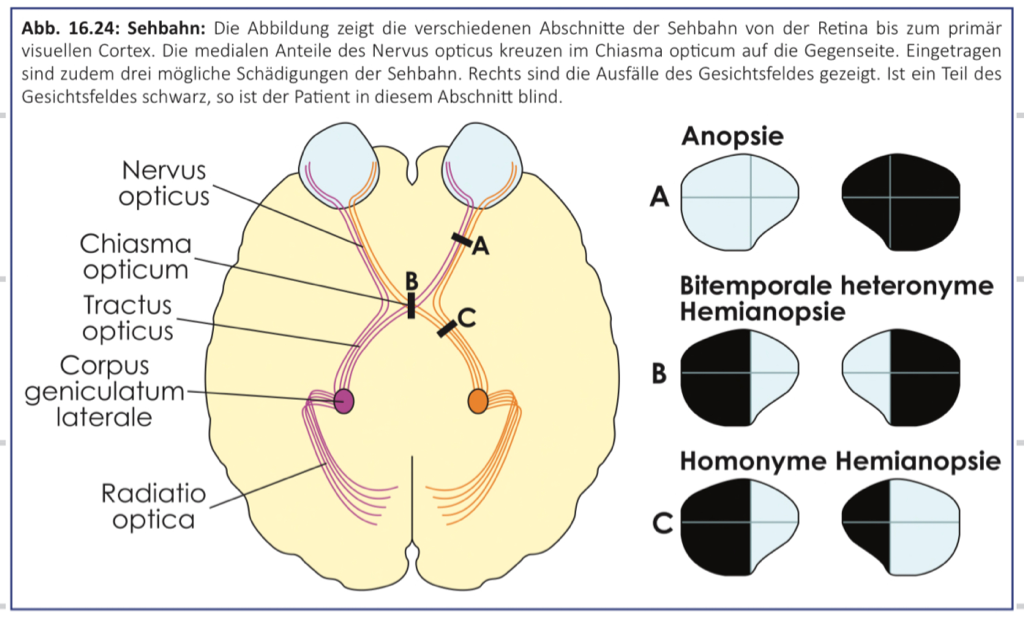 Abb. 16.24: Sehbahn: Die Abbildung zeigt die verschiedenen Abschnitte der Sehbahn von der Retina bis zum primär
visuellen Cortex. Die medialen Anteile des Nervus opticus kreuzen im Chiasma opticum auf die Gegenseite. Eingetragen
sind zudem drei mögliche Schädigungen der Sehbahn. Rechts sind die Ausfälle des Gesichtsfeldes gezeigt. Ist ein Teil des
Gesichtsfeldes schwarz, so ist der Patient in diesem Abschnitt blind.
Nervus
opticus
Chiasma
opticum
Tractus
opticus
Corpus
geniculatum
laterale
Radiatio
optica
A
B
C
Anopsie
A
Bitemporale heteronyme
Hemianopsie
B
Homonyme Hemianopsie
C